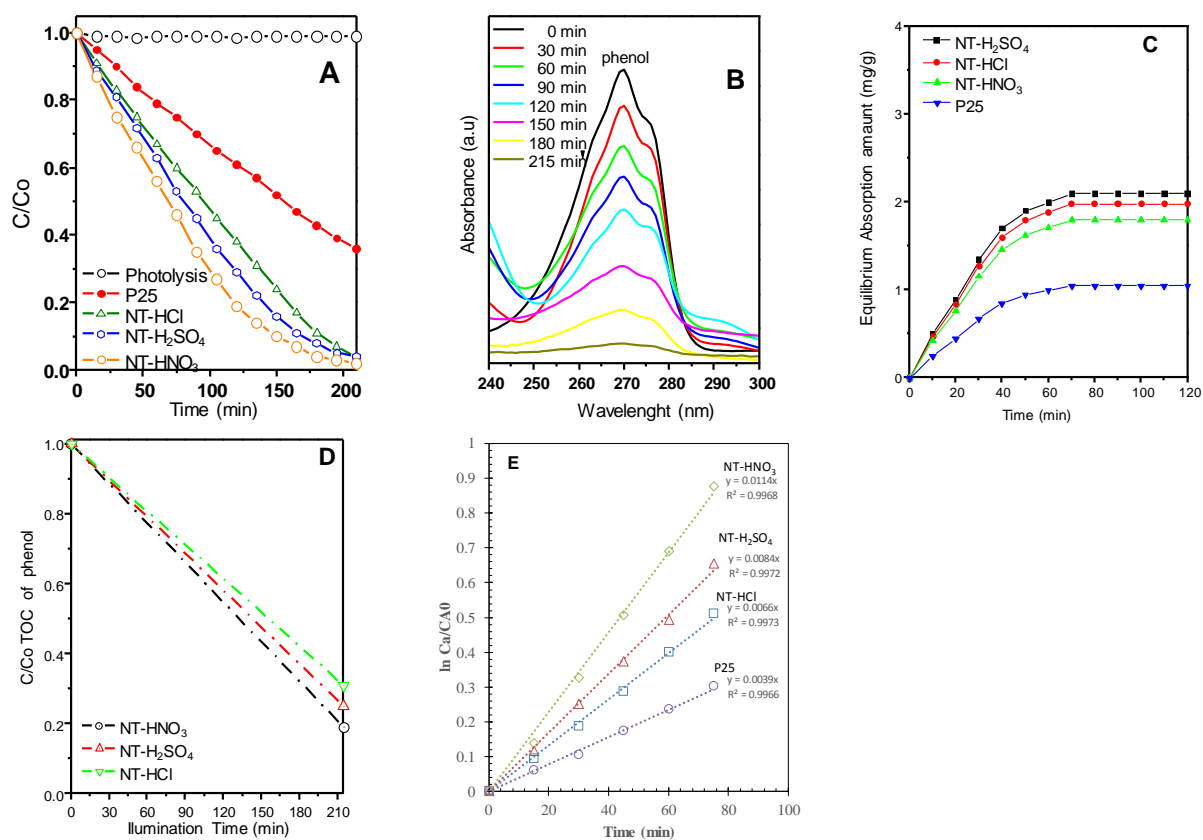 A
C/Co
1.0
0.8
0.6
0.4
0.2
0.0
Photolysis
P25
NT-HCl
NT-H₂SO₄
NT-HNO₃
0 50 100 150 200
Time (min)
B
Absorbance (a.u)
0 min
30 min
60 min
90 min
120 min
150 min
180 min
215 min
phenol
240 250 260 270 280 290 300
Wavelenght (nm)
C
Equilibrium Absorption amaunt (mg/g)
NT-H₂SO₄
NT-HCl
NT-HNO₃
P25
4
3
2
1
0
0 20 40 60 80 100 120
Time (min)
D
C/Co TOC of phenol
1.0
0.8
0.6
0.4
0.2
0.0
NT-HNO₃
NT-H₂SO₄
NT-HCl
0 30 60 90 120 150 180 210
Ilumination Time (min)
E
ln Ca/CA0
1
0.9
0.8
0.7
0.6
0.5
0.4
0.3
0.2
0.1
0
NT-HNO₃
y = 0.0114x
R² = 0.9968
NT-H₂SO₄
y = 0.0084x
R² = 0.9972
NT-HCl
y = 0.0066x
R² = 0.9973
P25
y = 0.0039x
R² = 0.9966
0 20 40 60 80 100
Time (min)